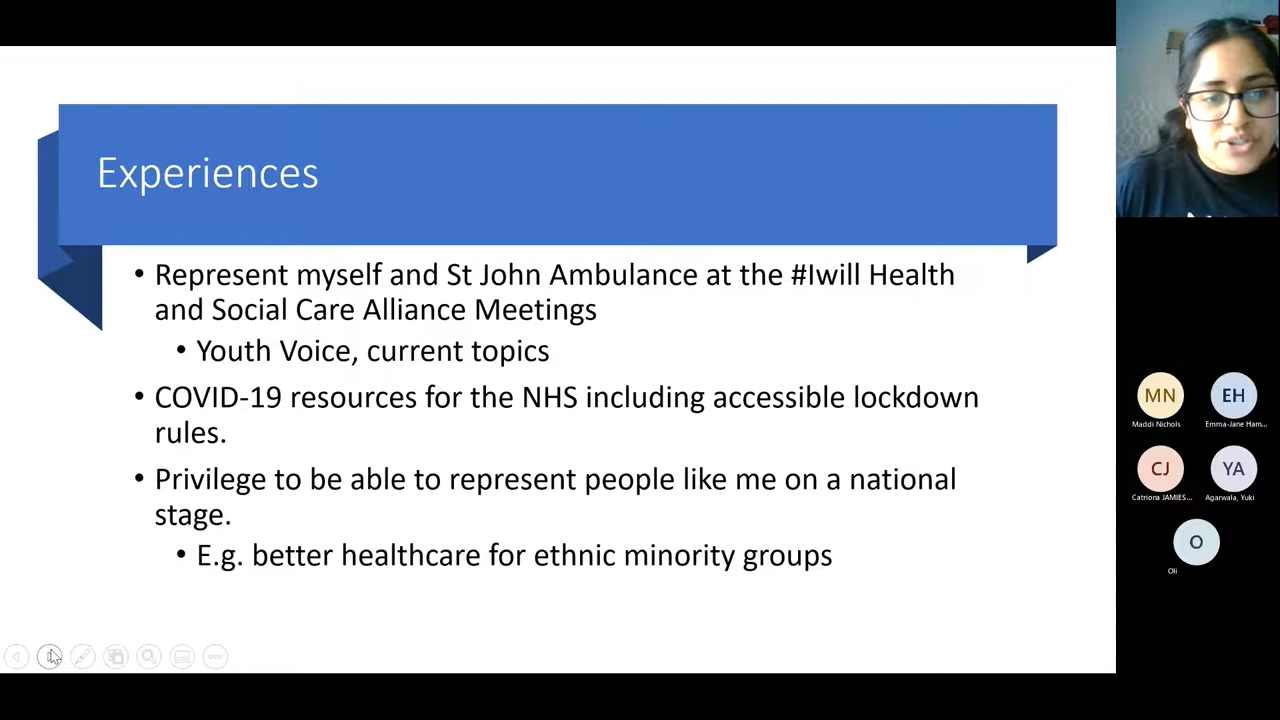 Experiences
• Represent myself and St John Ambulance at the #Iwill Health
and Social Care Alliance Meetings
• Youth Voice, current topics
• COVID-19 resources for the NHS including accessible lockdown
rules.
• Privilege to be able to represent people like me on a national
stage.
• E.g. better healthcare for ethnic minority groups
MN
EH
Maddi Nichols
Emma-Jane Ham...
CJ
YA
Catriona JAMIES...
Agarwala, Yuki
O
Oli